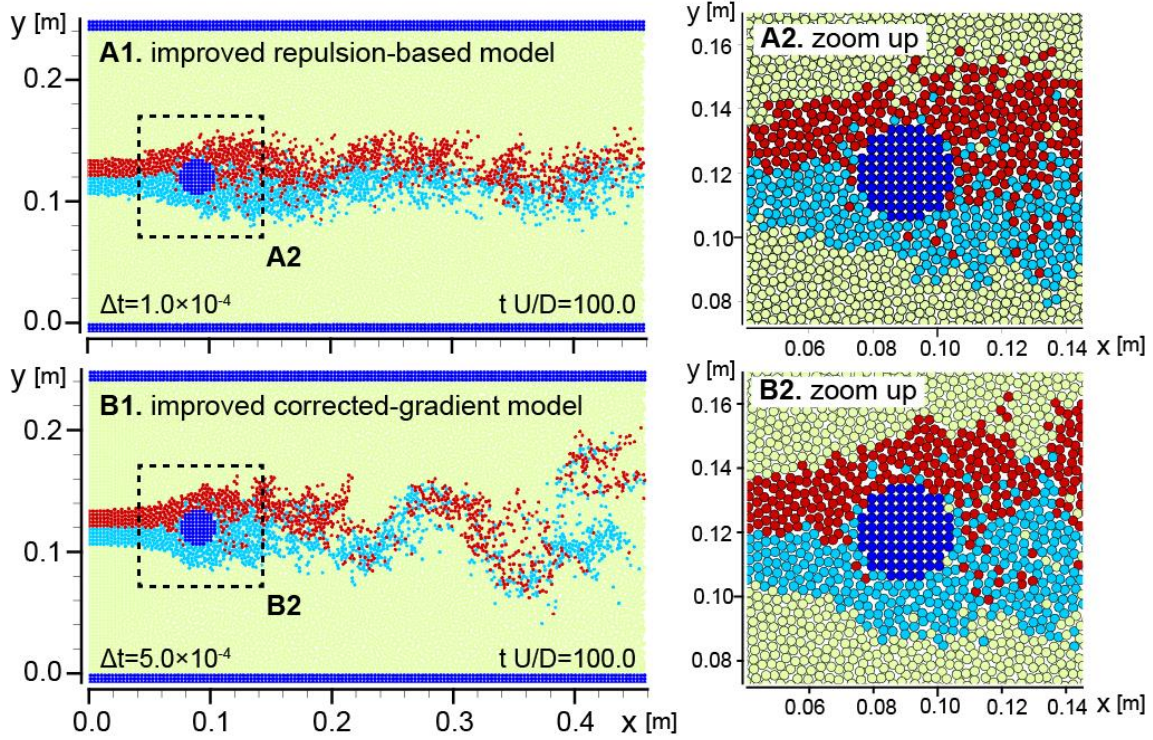 y [m]
A1. improved repulsion-based model
0.2
0.1
0.0
A2
Δt=1.0×10⁻⁴
t U/D=100.0
y [m]
A2. zoom up
0.16
0.14
0.12
0.10
0.08
0.06 0.08 0.10 0.12 0.14 x [m]
y [m]
B1. improved corrected-gradient model
0.2
0.1
0.0
B2
Δt=5.0×10⁻⁴
t U/D=100.0
0.0 0.1 0.2 0.3 0.4 x [m]
y [m]
B2. zoom up
0.16
0.14
0.12
0.10
0.08
0.06 0.08 0.10 0.12 0.14 x [m]